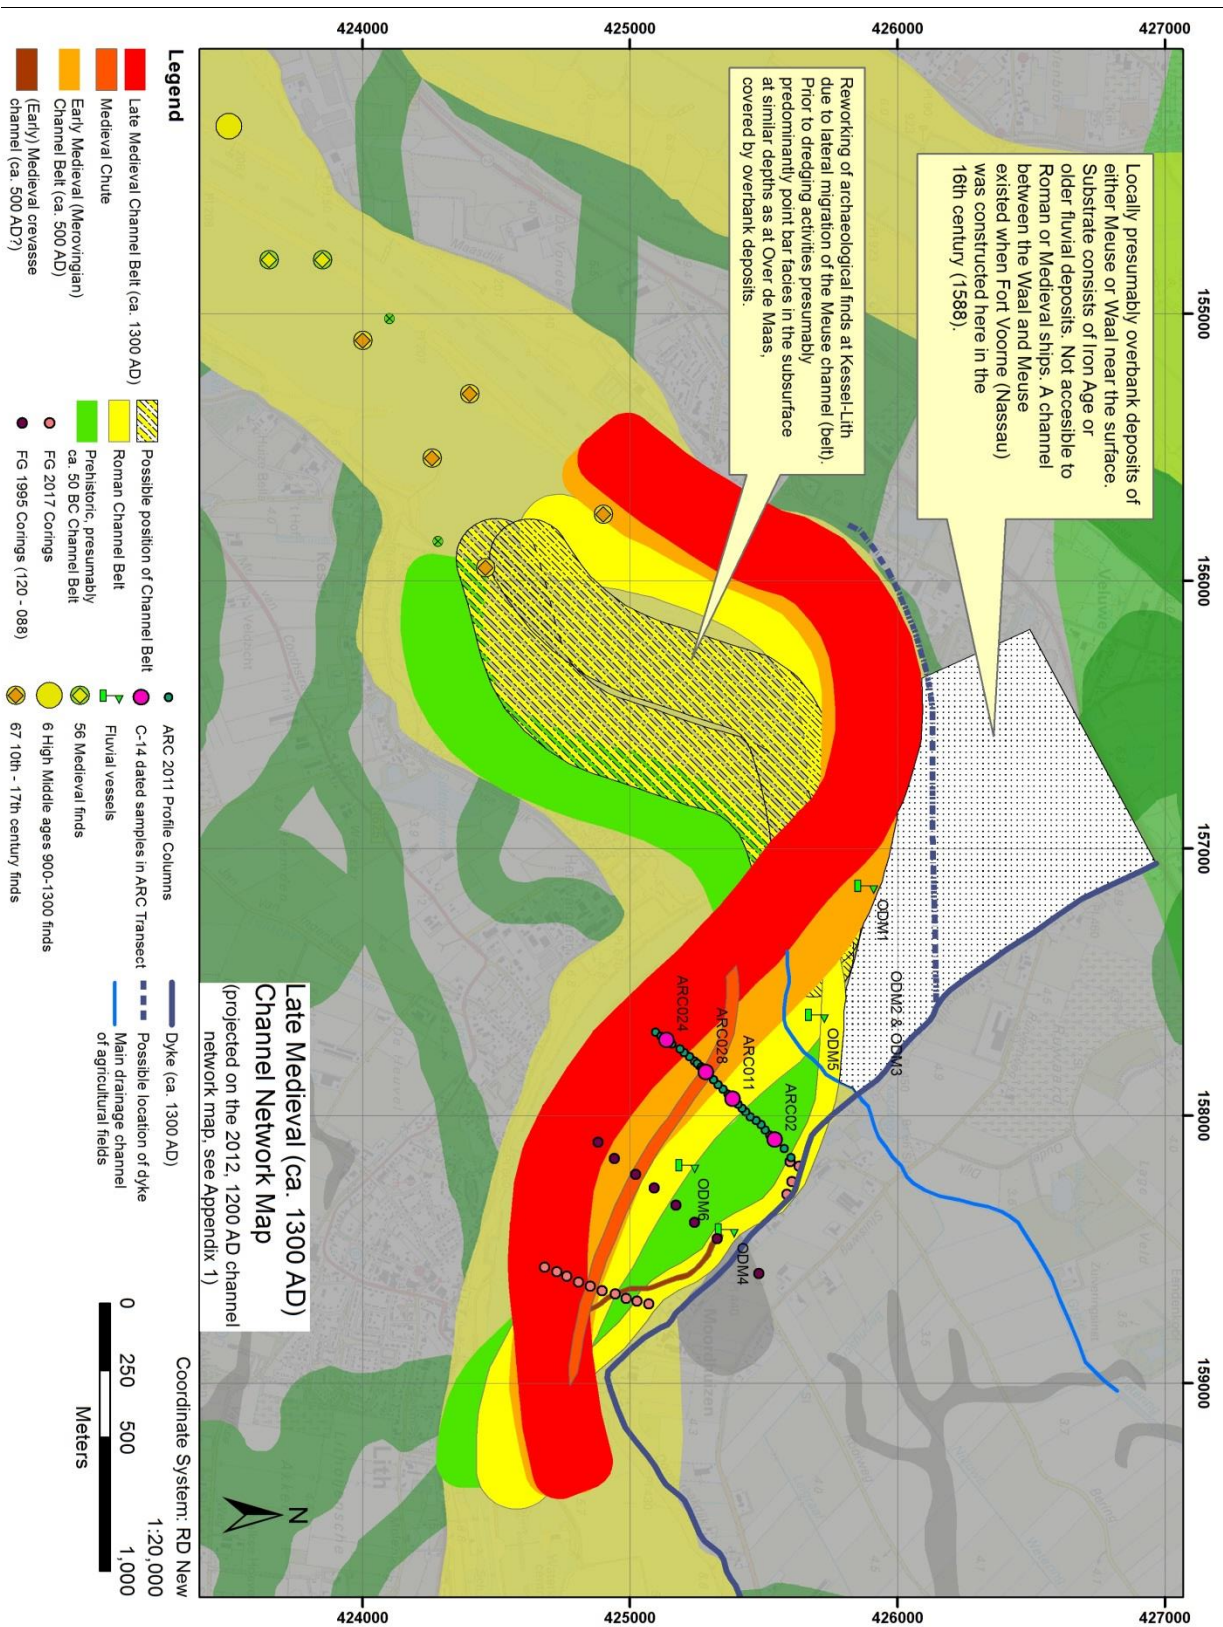 Locally presumably overbank deposits of
either Meuse or Waal near the surface.
Substrate consists of Iron Age or
older fluvial deposits. Not accesible to
Roman or Medieval ships. A channel
between the Waal and Meuse
existed when Fort Voorne (Nassau)
was constructed here in the
16th century (1588).
Reworking of archaeological finds at Kessel-Lith
due to lateral migration of the Meuse channel (belt).
Prior to dredging activities presumably
predominantly point bar facies in the subsurface
at similar depths as at Over de Maas,
covered by overbank deposits.
155000
156000
157000
158000
159000
427000
426000
425000
424000
427000
426000
425000
424000
ODM1
ODM2 & ODM3
ODM5
ODM6
ODM4
ARC02
ARC011
ARC028
ARC024
Maasdijk
Lith
Late Medieval (ca. 1300 AD)
Channel Network Map
(projected on the 2012, 1200 AD channel
network map, see Appendix 1)
Legend
Late Medieval Channel Belt (ca. 1300 AD)
Medieval Chute
Early Medieval (Merovingian)
Channel Belt (ca. 500 AD)
(Early) Medieval crevasse
channel (ca. 500 AD?)
Possible position of Channel Belt
Roman Channel Belt
Prehistoric, presumably
ca. 50 BC Channel Belt
FG 2017 Corings
FG 1995 Corings (120 - 088)
ARC 2011 Profile Columns
C-14 dated samples in ARC Transect
Fluvial vessels
56 Medieval finds
6 High Middle ages 900-1300 finds
67 10th - 17th century finds
Dyke (ca. 1300 AD)
Possible location of dyke
Main drainage channel
of agricultural fields
Coordinate System: RD New
1:20,000
0 250 500 1,000
Meters
N